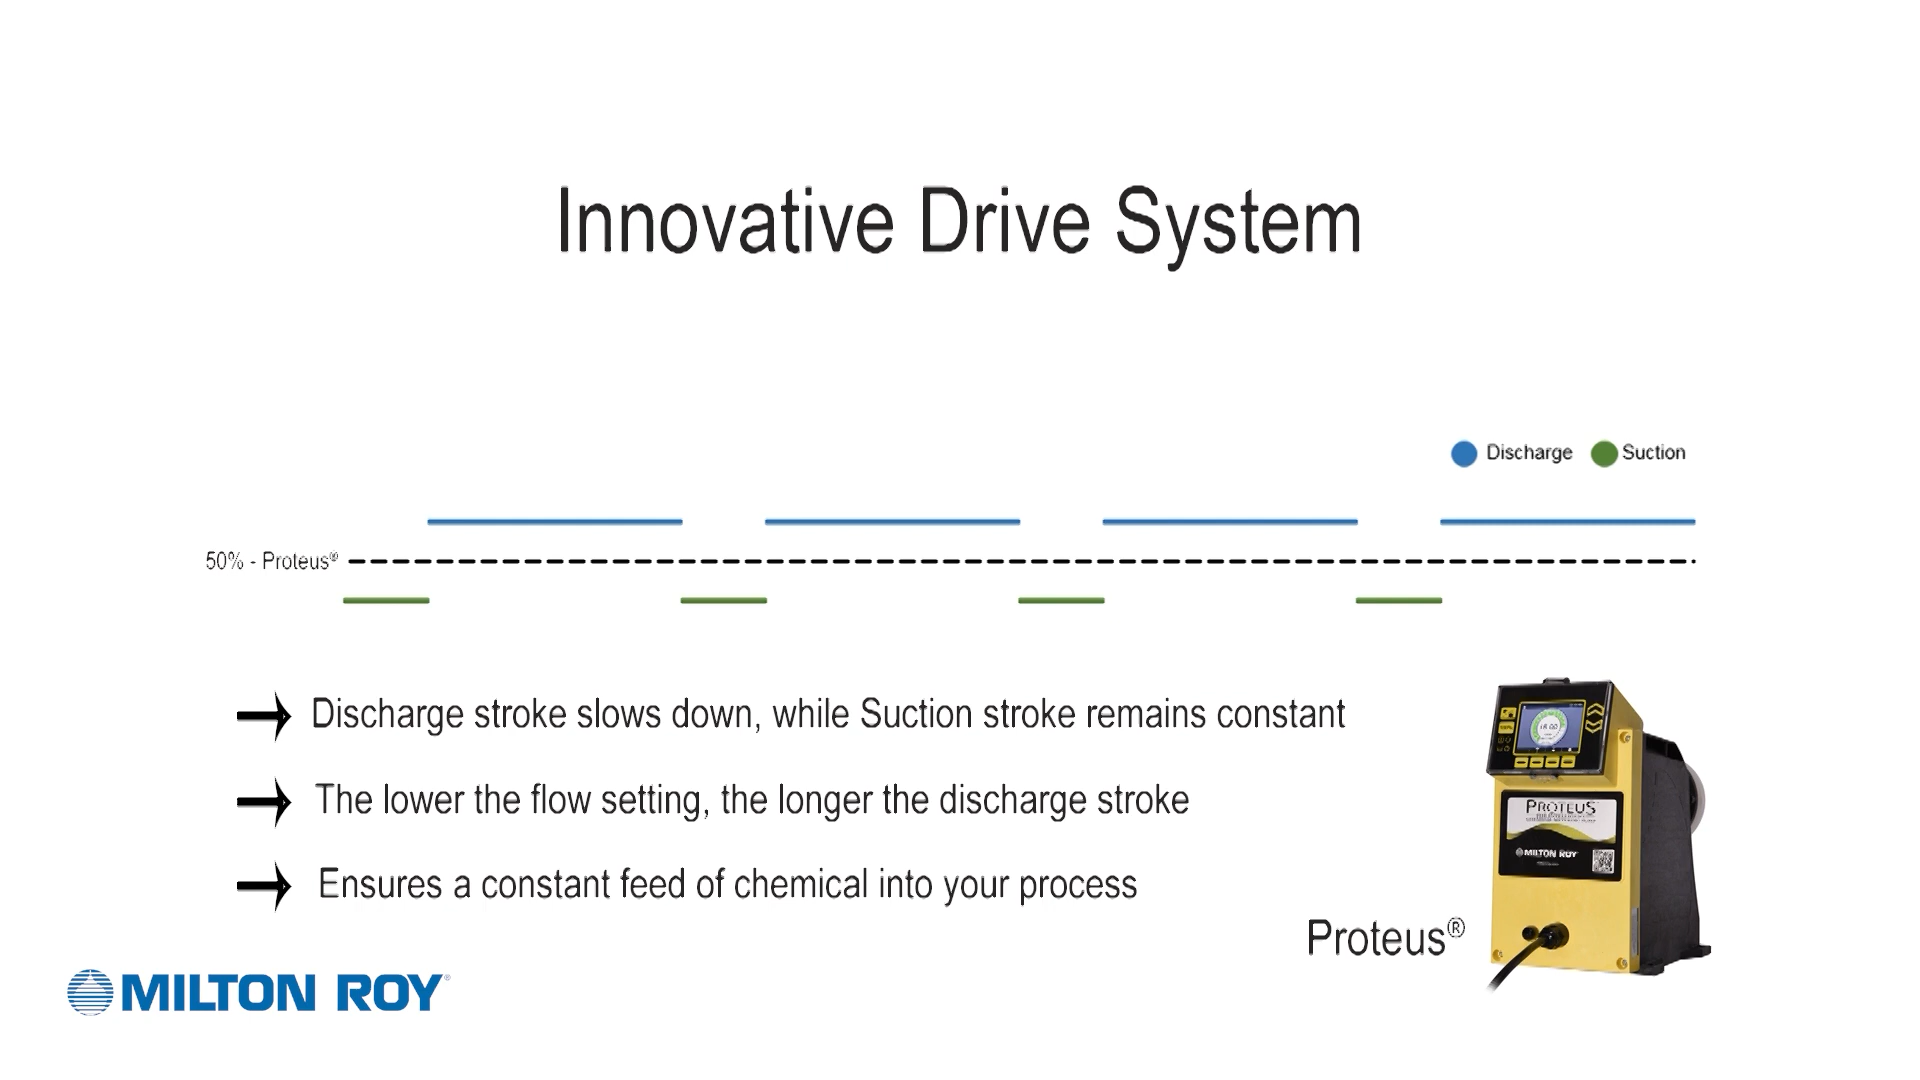 Innovative Drive System
Discharge Suction
50% - Proteus®
Discharge stroke slows down, while Suction stroke remains constant
The lower the flow setting, the longer the discharge stroke
Ensures a constant feed of chemical into your process
PROTEUS
MILTON ROY
Proteus®
MILTON ROY®